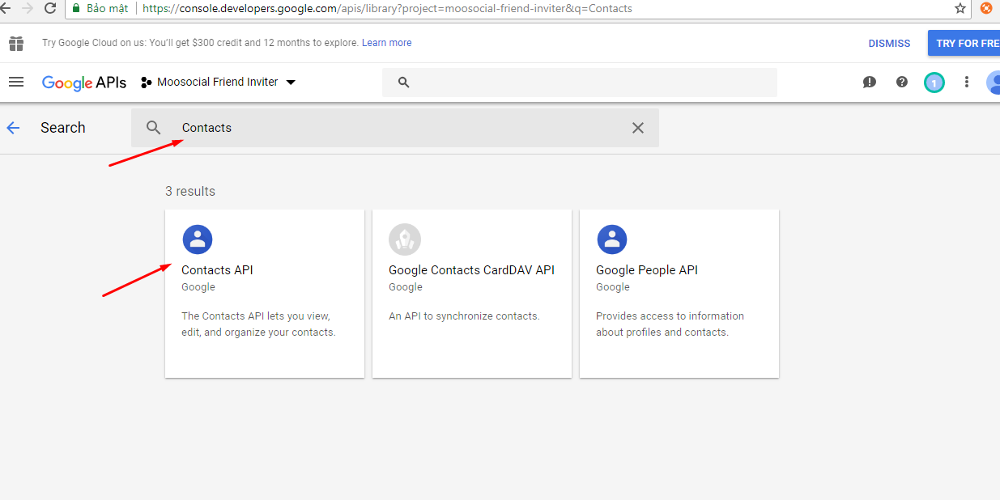 Bảo mật https://console.developers.google.com/apis/library?project=moosocial-friend-inviter&q=Contacts
Try Google Cloud on us: You'll get $300 credit and 12 months to explore. Learn more
DISMISS
TRY FOR FRE
Google APIs
Moosocial Friend Inviter
1
Search
Contacts
3 results
Contacts API
Google
The Contacts API lets you view,
edit, and organize your contacts.
Google Contacts CardDAV API
Google
An API to synchronize contacts.
Google People API
Google
Provides access to information
about profiles and contacts.